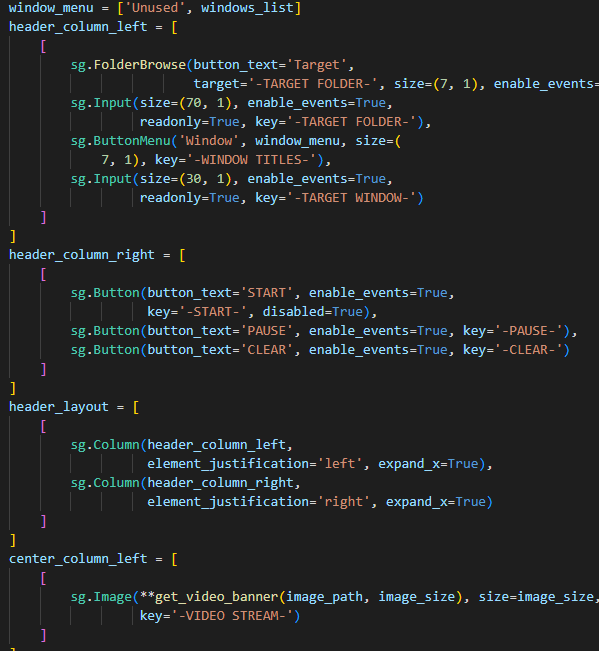 window_menu = ['Unused', windows_list]
header_column_left = [
    [
        sg.FolderBrowse(button_text='Target',
                        target='-TARGET FOLDER-', size=(7, 1), enable_events=
        sg.Input(size=(70, 1), enable_events=True,
                 readonly=True, key='-TARGET FOLDER-'),
        sg.ButtonMenu('Window', window_menu, size=(
            7, 1), key='-WINDOW TITLES-'),
        sg.Input(size=(30, 1), enable_events=True,
                 readonly=True, key='-TARGET WINDOW-')
    ]
]
header_column_right = [
    [
        sg.Button(button_text='START', enable_events=True,
                  key='-START-', disabled=True),
        sg.Button(button_text='PAUSE', enable_events=True, key='-PAUSE-'),
        sg.Button(button_text='CLEAR', enable_events=True, key='-CLEAR-')
    ]
]
header_layout = [
    [
        sg.Column(header_column_left,
                  element_justification='left', expand_x=True),
        sg.Column(header_column_right,
                  element_justification='right', expand_x=True)
    ]
]
center_column_left = [
    [
        sg.Image(**get_video_banner(image_path, image_size), size=image_size,
                 key='-VIDEO STREAM-')
    ]